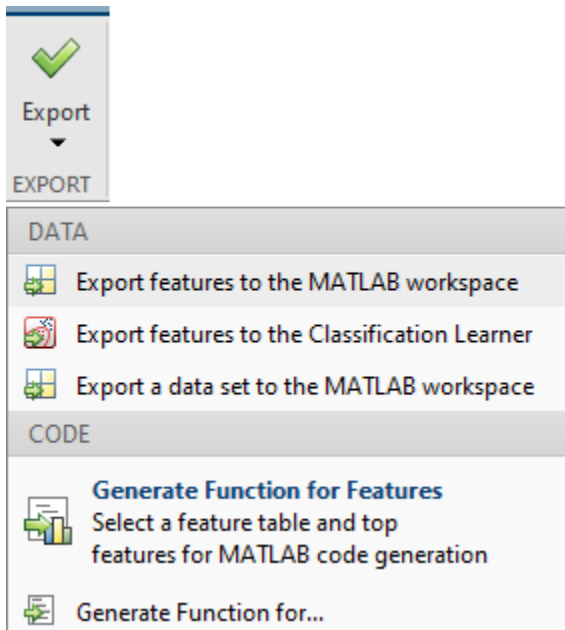 Export
EXPORT
DATA
Export features to the MATLAB workspace
Export features to the Classification Learner
Export a data set to the MATLAB workspace
CODE
Generate Function for Features
Select a feature table and top
features for MATLAB code generation
Generate Function for...